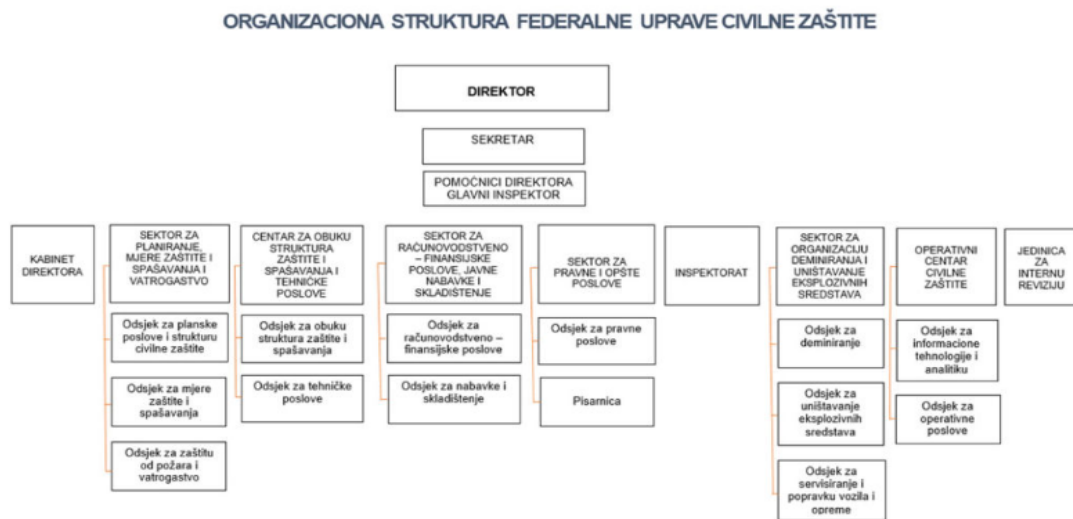 ORGANIZACIONA STRUKTURA FEDERALNE UPRAVE CIVILNE ZAŠTITE
DIREKTOR
SEKRETAR
POMOĆNICI DIREKTORA
GLAVNI INSPEKTOR
KABINET
DIREKTORA
SEKTOR ZA
PLANIRANJE,
MJERE ZAŠTITE I
SPAŠAVANJA I
VATROGASTVO
Odsjek za planske
poslove i strukturu
civilne zaštite
Odsjek za mjere
zaštite i
spašavanja
Odsjek za zaštitu
od požara i
vatrogastvo
CENTAR ZA OBUKU
STRUKTURA
ZAŠTITE I
SPAŠAVANJA I
TEHNIČKE
POSLOVE
Odsjek za obuku
struktura zaštite i
spašavanja
Odsjek za tehničke
poslove
SEKTOR ZA
RAČUNOVODSTVENO
– FINANSIJSKE
POSLOVE, JAVNE
NABAVKE I
SKLADIŠTENJE
Odsjek za
računovodstveno –
finansijske poslove
Odsjek za nabavke i
skladištenje
SEKTOR ZA
PRAVNE I OPŠTE
POSLOVE
Odsjek za pravne
poslove
Pisarnica
INSPEKTORAT
SEKTOR ZA
ORGANIZACIJU
DEMINIRANJA I
UNIŠTAVANJE
EKSPLOZIVNIH
SREDSTAVA
Odsjek za
deminiranje
Odsjek za
uništavanje
eksplozivnih
sredstava
Odsjek za
servisiranje i
popravku vozila i
opreme
OPERATIVNI
CENTAR
CIVILNE
ZAŠTITE
Odsjek za
informacione
tehnologije i
analitiku
Odsjek za
operativne
poslove
JEDINICA
ZA
INTERNU
REVIZIJU